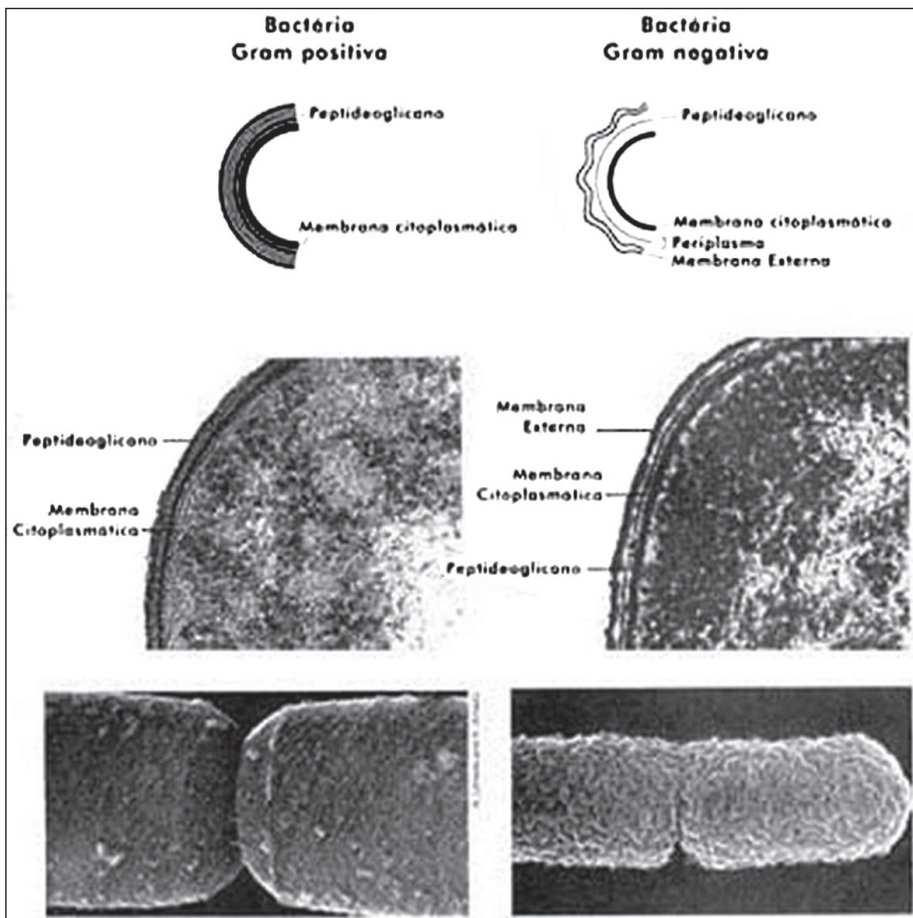 Bactéria
Gram positiva
Bactéria
Gram negativa
Peptideoglicano
Membrana citoplasmática
Peptideoglicano
Membrana citoplasmática
Periplasma
Membrana Externa
Peptideoglicano
Membrana
Citoplasmática
Membrana
Externa
Membrana
Citoplasmática
Peptideoglicano